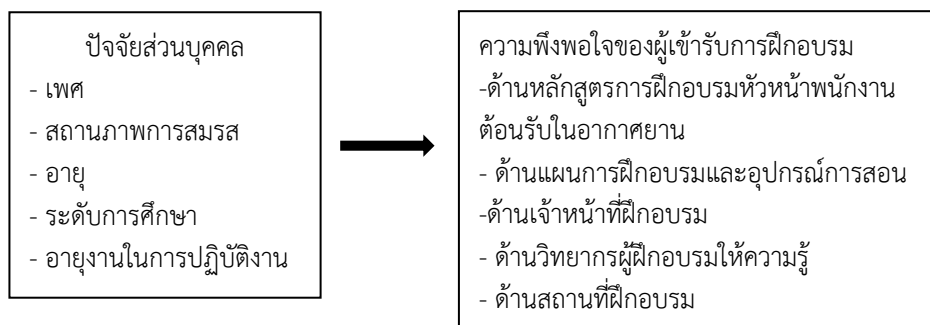 ปัจจัยส่วนบุคคล
- เพศ
- สถานภาพการสมรส
- อายุ
- ระดับการศึกษา
- อายุงานในการปฏิบัติงาน
ความพึงพอใจของผู้เข้ารับการฝึกอบรม
-ด้านหลักสูตรการฝึกอบรมหัวหน้าพนักงาน
ต้อนรับในอากาศยาน
- ด้านแผนการฝึกอบรมและอุปกรณ์การสอน
-ด้านเจ้าหน้าที่ฝึกอบรม
- ด้านวิทยากรผู้ฝึกอบรมให้ความรู้
- ด้านสถานที่ฝึกอบรม